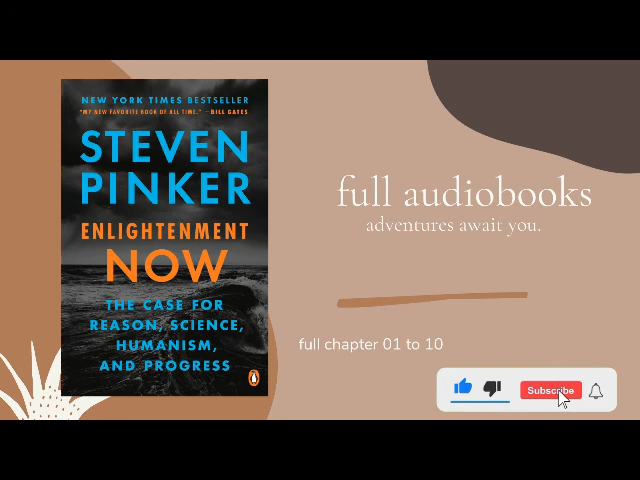 NEW YORK TIMES BESTSELLER
"MY NEW FAVORITE BOOK OF ALL TIME." —BILL GATES
STEVEN
PINKER
ENLIGHTENMENT
NOW
THE CASE FOR
REASON, SCIENCE,
HUMANISM,
AND PROGRESS
full audiobooks
adventures await you.
full chapter 01 to 10
Subscribe